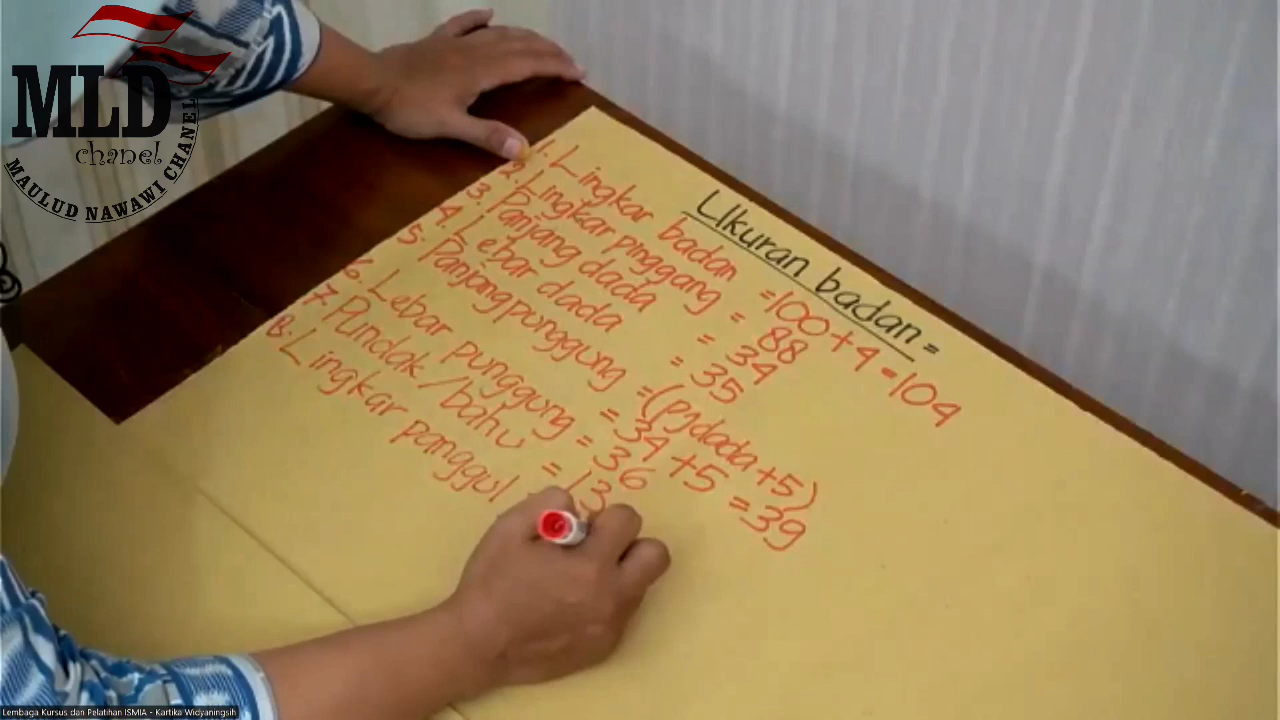 MLD
chanel
MAULUD NAWAWI CHANEL
Ukuran badan =
1. Lingkar badan = 100 + 4 = 104
2. Lingkar pinggang = 88
3. Panjang dada = 34
4. Lebar dada = 35
5. Panjang punggung = (pj dada + 5)
= 34 + 5 = 39
6. Lebar punggung = 36
7. Pundak / bahu = 13
8. Lingkar panggul
Lembaga Kursus dan Pelatihan ISMIA - Kartika Widyaningsih